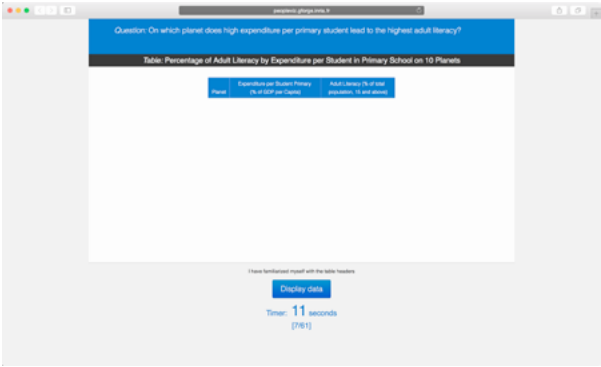 Question: On which planet does high expenditure per primary student lead to the highest adult literacy?
Table: Percentage of Adult Literacy by Expenditure per Student in Primary School on 10 Planets
Planet
Expenditure per Student Primary
(% of GDP per Capita)
Adult Literacy (% of total
population, 15 and above)
I have familiarized myself with the table headers
Display data
Timer: 11 seconds
[7/61]